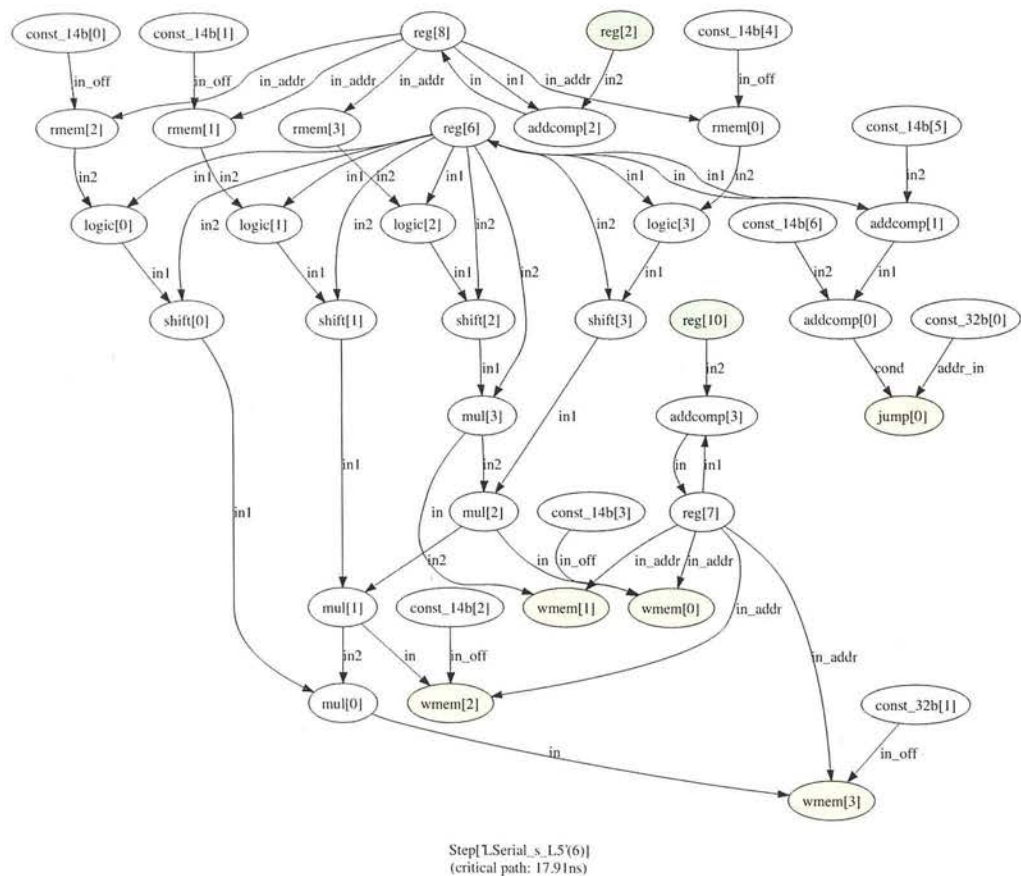 const_14b[0]
const_14b[1]
reg[8]
reg[2]
const_14b[4]
in_off
in_off
in_addr
in_addr
in_addr
in
in1
in_addr
in2
in_off
rmem[2]
rmem[1]
rmem[3]
reg[6]
addcomp[2]
rmem[0]
const_14b[5]
in2
in1
in2
in1
in2
in1
in1
in2
in
in1
in2
logic[0]
logic[1]
logic[2]
logic[3]
const_14b[6]
addcomp[1]
in1
in2
in1
in2
in1
in2
in2
in2
in1
in2
in1
shift[0]
shift[1]
shift[2]
shift[3]
reg[10]
addcomp[0]
const_32b[0]
in1
in2
cond
addr_in
mul[3]
addcomp[3]
jump[0]
in1
in1
in
in2
in
in1
in1
mul[2]
const_14b[3]
reg[7]
in2
in
in_off
in_addr
in_addr
mul[1]
const_14b[2]
wmem[1]
wmem[0]
in_addr
in2
in
in_off
in_addr
mul[0]
wmem[2]
const_32b[1]
in
in_off
wmem[3]
Step['LSerial_s_L5'(6)]
(critical path: 17.91ns)